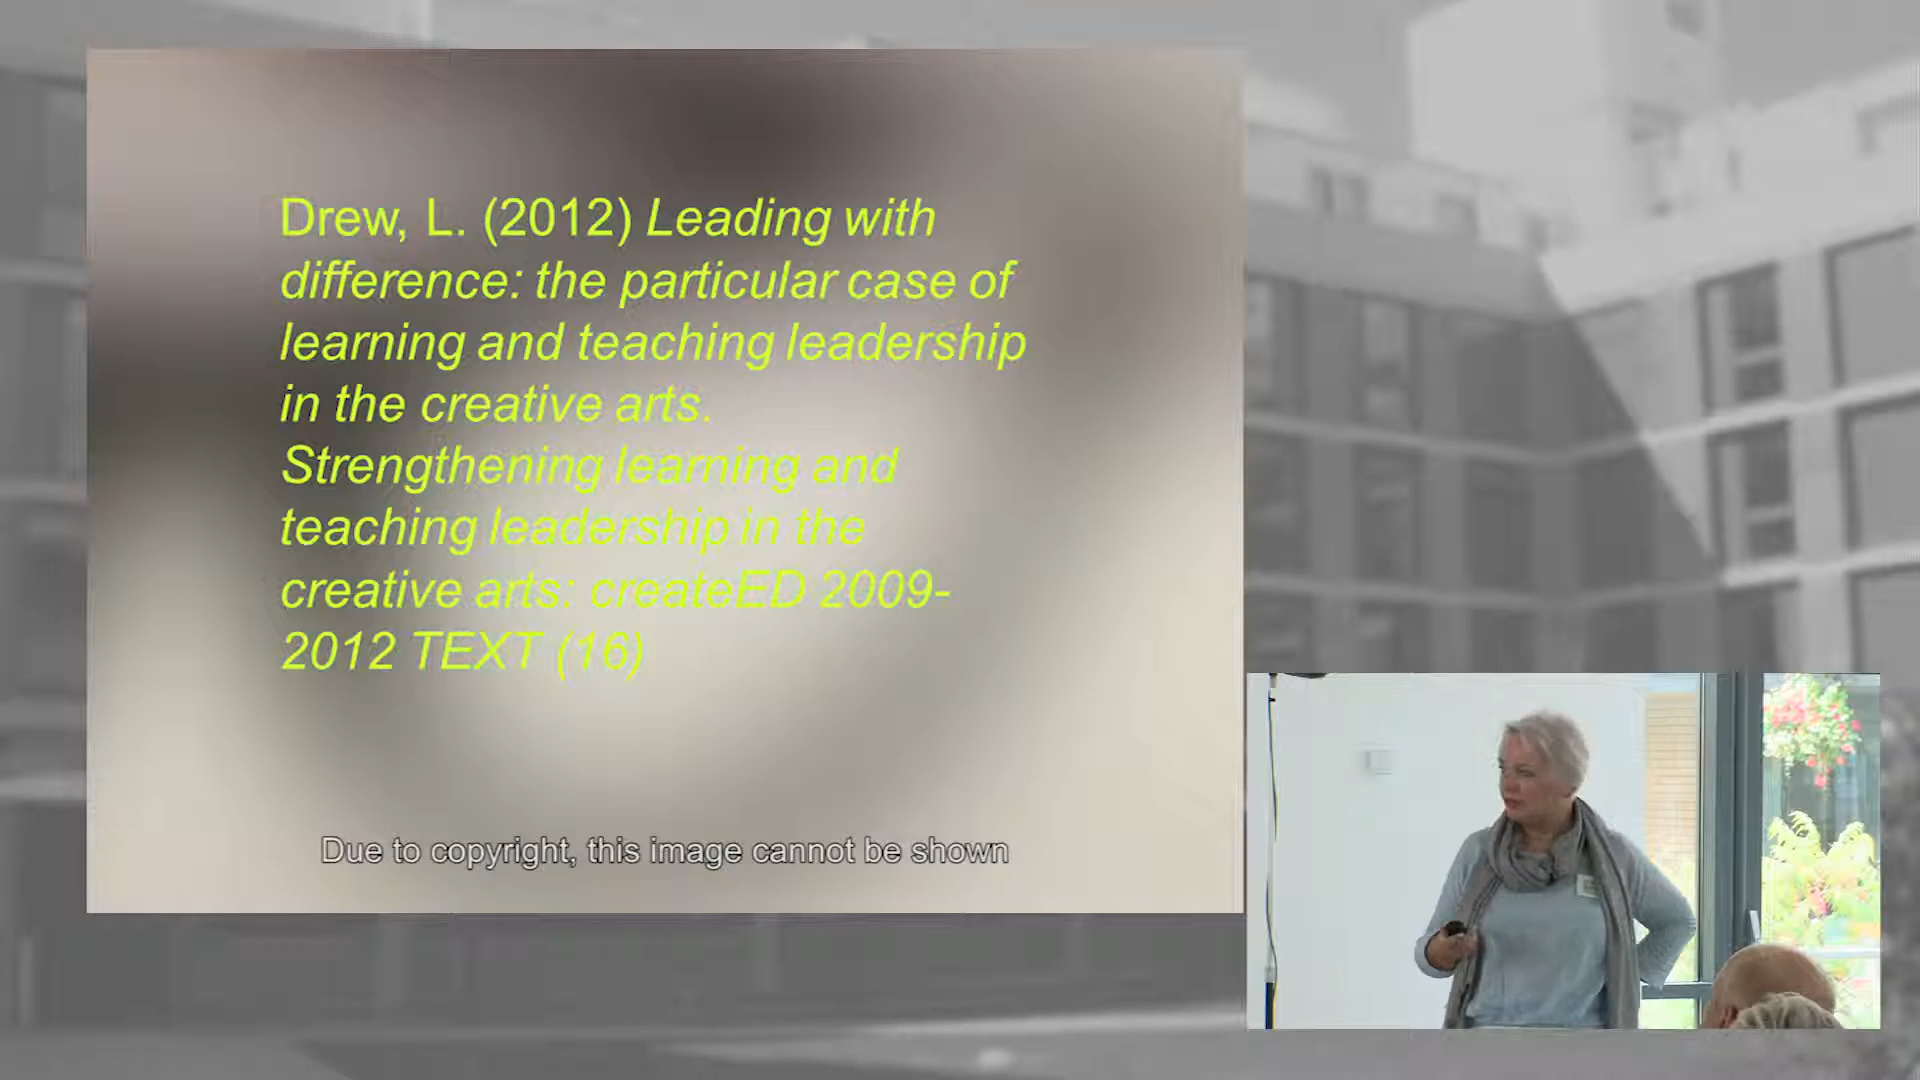 Drew, L. (2012) Leading with
difference: the particular case of
learning and teaching leadership
in the creative arts.
Strengthening learning and
teaching leadership in the
creative arts: createED 2009-
2012 TEXT (16)
Due to copyright, this image cannot be shown